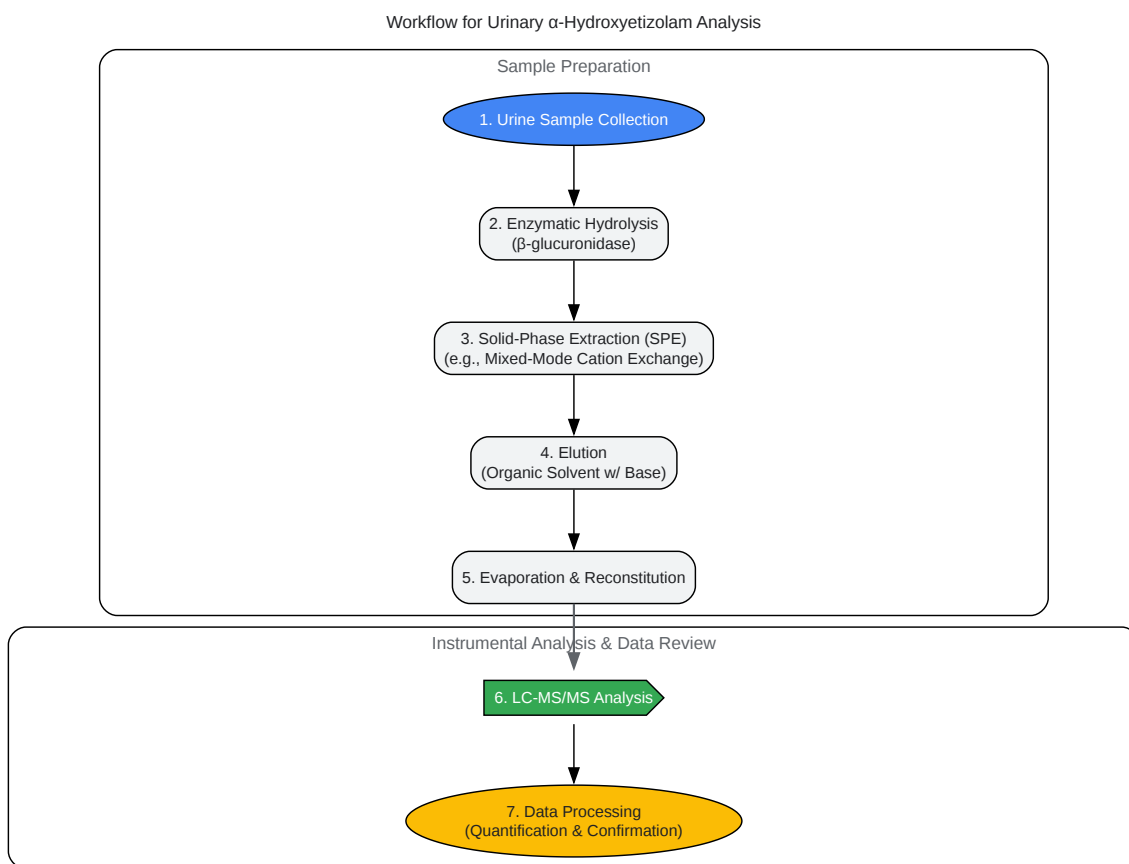 Workflow for Urinary α-Hydroxyetizolam Analysis
Sample Preparation
1. Urine Sample Collection
2. Enzymatic Hydrolysis
(β-glucuronidase)
3. Solid-Phase Extraction (SPE)
(e.g., Mixed-Mode Cation Exchange)
4. Elution
(Organic Solvent w/ Base)
5. Evaporation & Reconstitution
Instrumental Analysis & Data Review
6. LC-MS/MS Analysis
7. Data Processing
(Quantification & Confirmation)